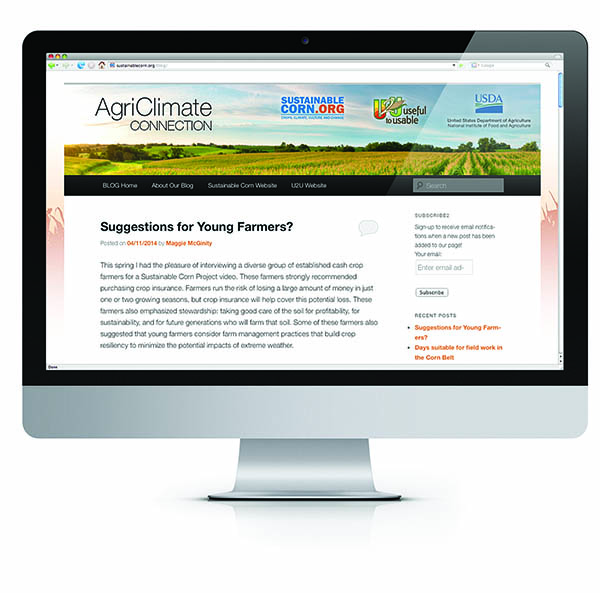 sustainablecorn.org/blog/
Google
AgriClimate
CONNECTION
SUSTAINABLE
CORN.ORG
CROPS, CLIMATE, CULTURE AND CHANGE
U2U useful
to usable
USDA
United States Department of Agriculture
National Institute of Food and Agriculture
BLOG Home About Our Blog Sustainable Corn Website U2U Website Search
Suggestions for Young Farmers?
Posted on 04/11/2014 by Maggie McGinity
This spring I had the pleasure of interviewing a diverse group of established cash crop
farmers for a Sustainable Corn Project video. These farmers strongly recommended
purchasing crop insurance. Farmers run the risk of losing a large amount of money in just
one or two growing seasons, but crop insurance will help cover this potential loss. These
farmers also emphasized stewardship: taking good care of the soil for profitability, for
sustainability, and for future generations who will farm that soil. Some of these farmers also
suggested that young farmers consider farm management practices that build crop
resiliency to minimize the potential impacts of extreme weather.
SUBSCRIBE2
Sign-up to receive email notifica-
tions when a new post has been
added to our page!
Your email:
Enter email ad-
Subscribe
RECENT POSTS
Suggestions for Young Farm-
ers?
Days suitable for field work in
the Corn Belt
Done